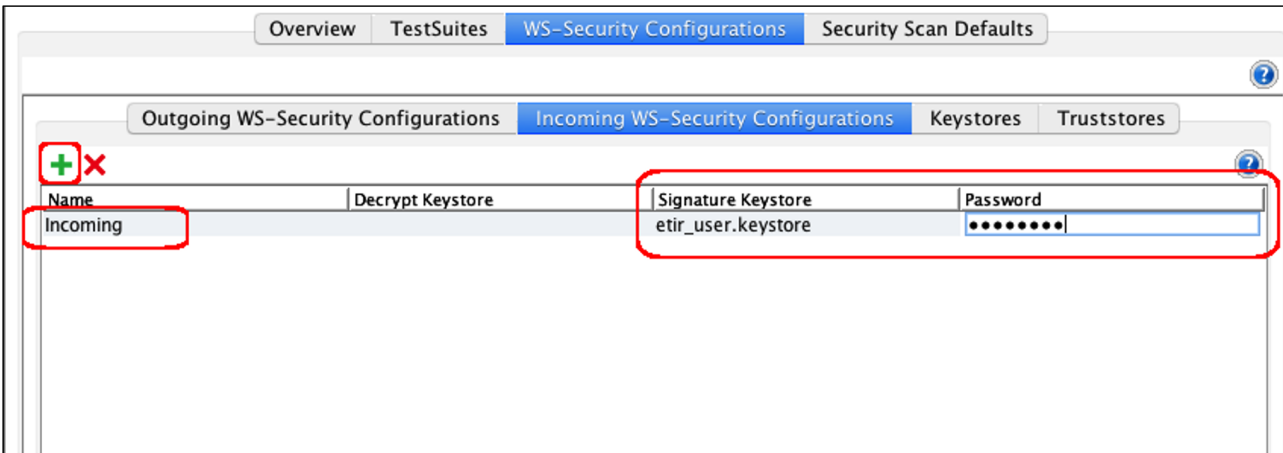 Overview TestSuites WS-Security Configurations Security Scan Defaults
?
Outgoing WS-Security Configurations Incoming WS-Security Configurations Keystores Truststores
?
Name Decrypt Keystore Signature Keystore Password
Incoming etir_user.keystore ••••••••